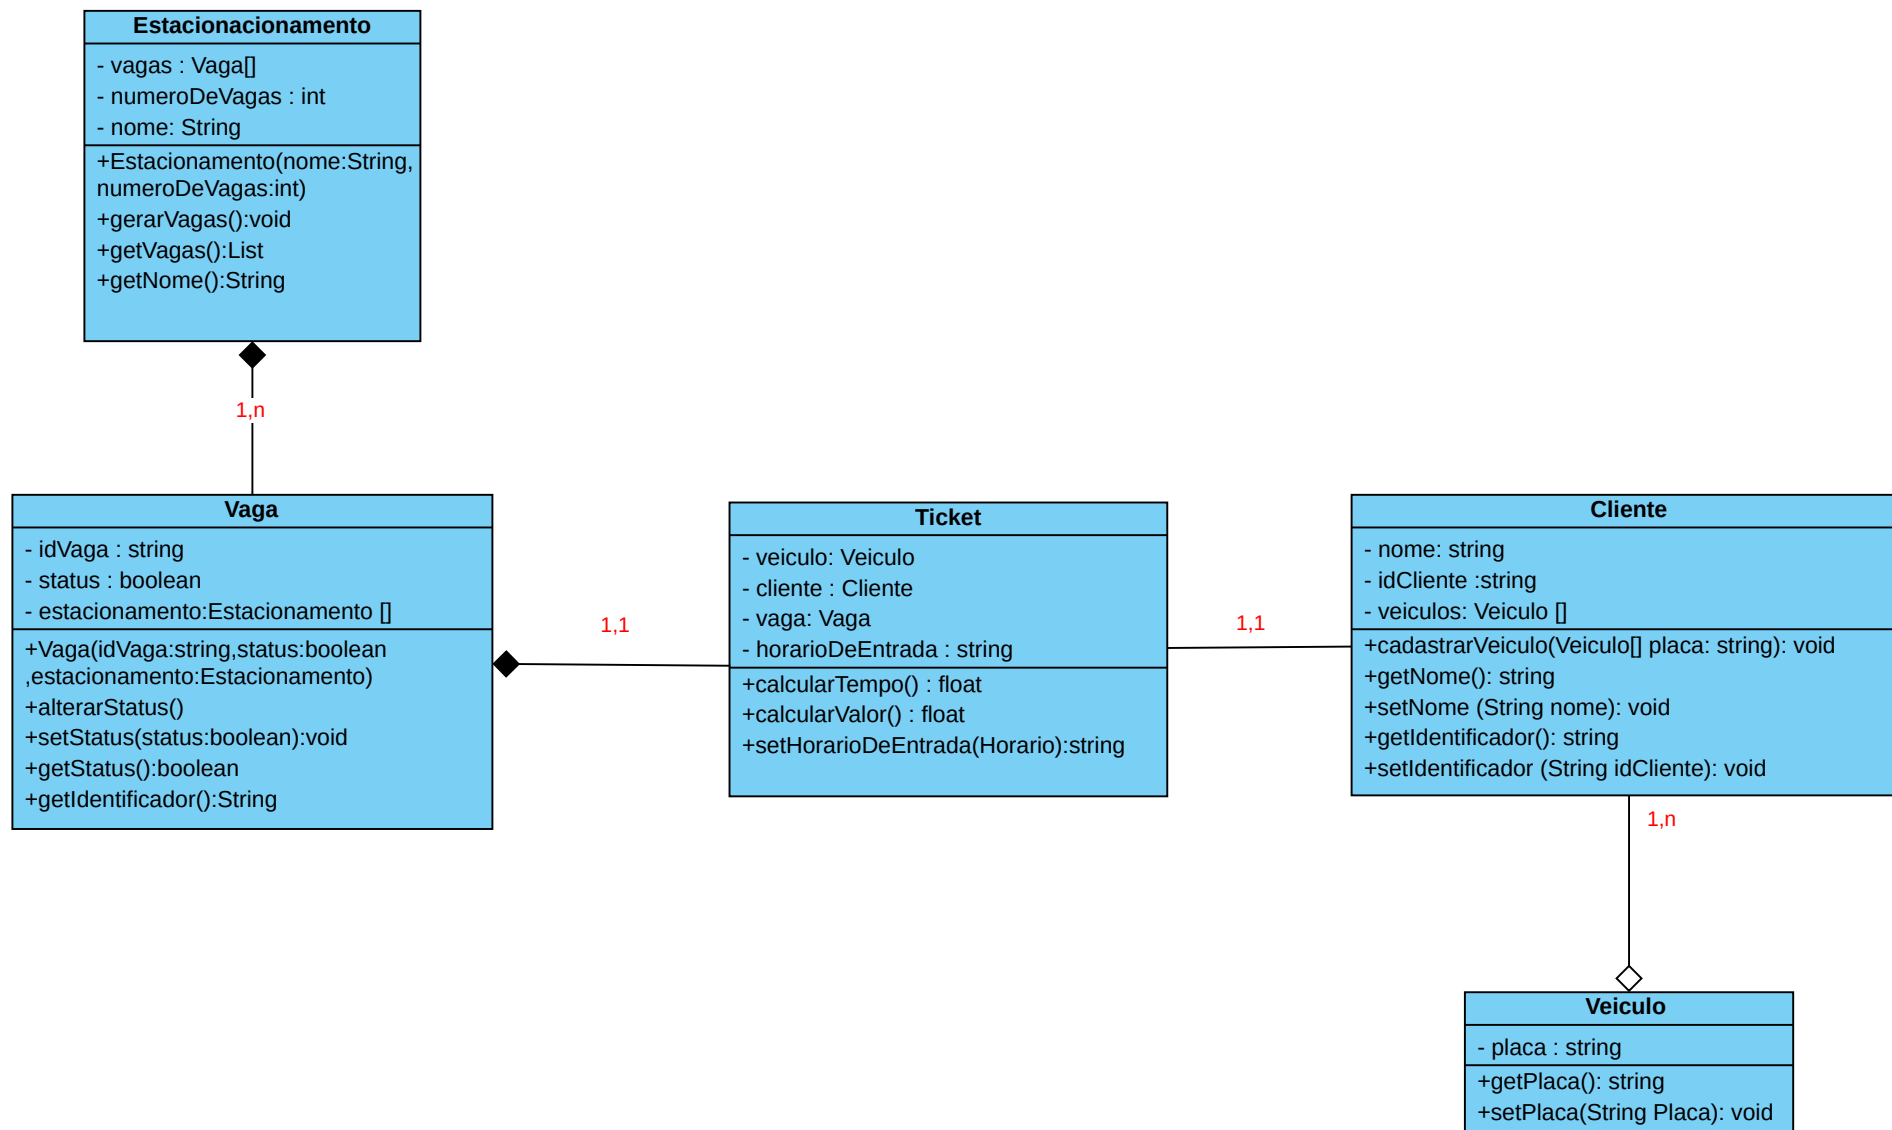 Estacionacionamento
- vagas : Vaga[]
- numeroDeVagas : int
- nome: String
+Estacionamento(nome:String,
numeroDeVagas:int)
+gerarVagas():void
+getVagas():List
+getNome():String
1,n
Vaga
- idVaga : string
- status : boolean
- estacionamento:Estacionamento []
+Vaga(idVaga:string,status:boolean
,estacionamento:Estacionamento)
+alterarStatus()
+setStatus(status:boolean):void
+getStatus():boolean
+getIdentificador():String
1,1
Ticket
- veiculo: Veiculo
- cliente : Cliente
- vaga: Vaga
- horarioDeEntrada : string
+calcularTempo() : float
+calcularValor() : float
+setHorarioDeEntrada(Horario):string
1,1
Cliente
- nome: string
- idCliente :string
- veiculos: Veiculo []
+cadastrarVeiculo(Veiculo[] placa: string): void
+getNome(): string
+setNome (String nome): void
+getIdentificador(): string
+setIdentificador (String idCliente): void
1,n
Veiculo
- placa : string
+getPlaca(): string
+setPlaca(String Placa): void